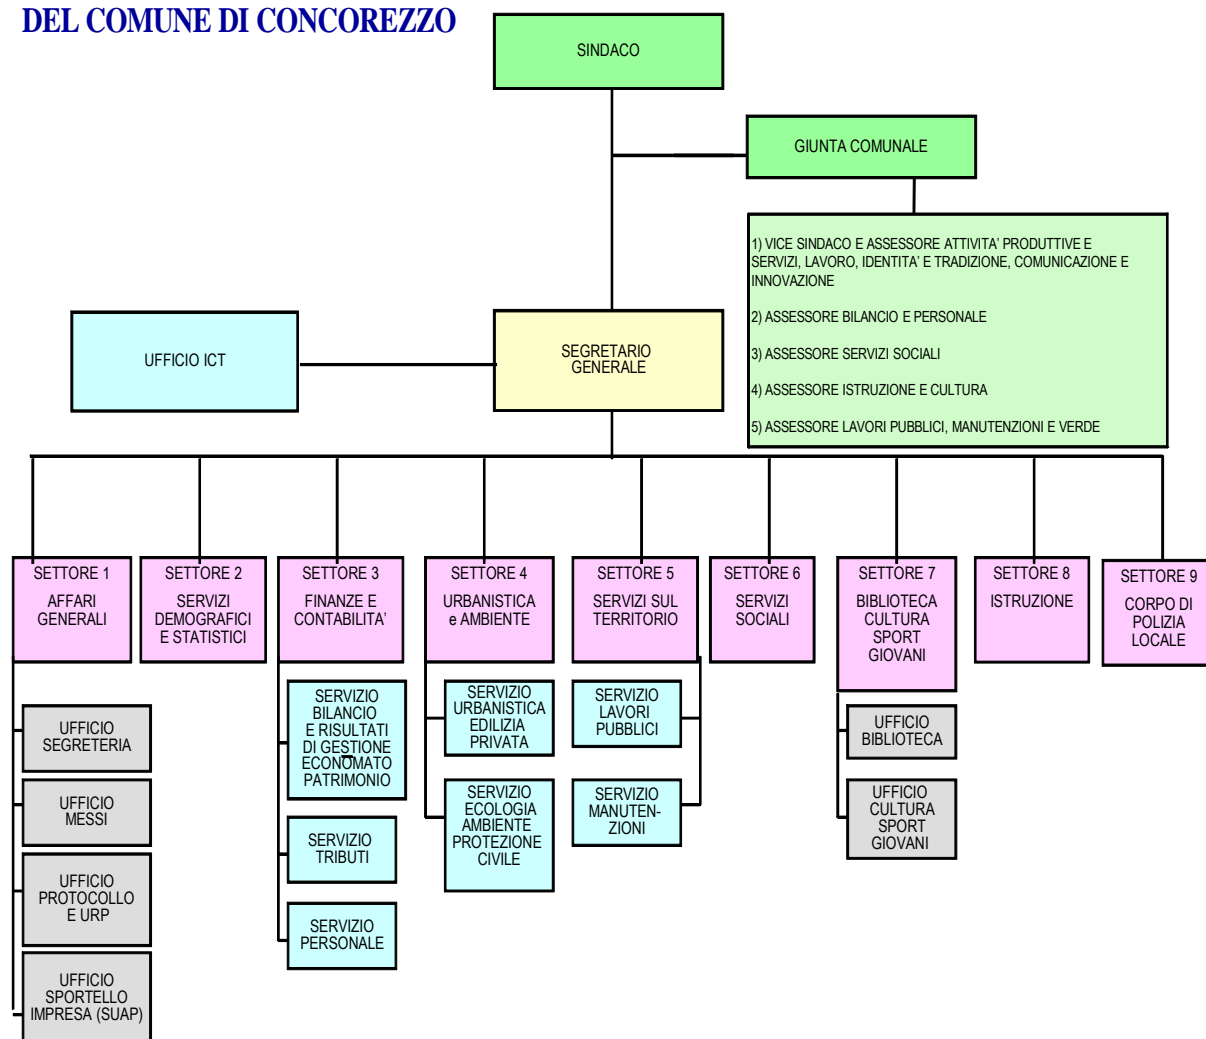 DEL COMUNE DI CONCOREZZO
SINDACO
GIUNTA COMUNALE
1) VICE SINDACO E ASSESSORE ATTIVITA' PRODUTTIVE E
SERVIZI, LAVORO, IDENTITA' E TRADIZIONE, COMUNICAZIONE E
INNOVAZIONE
2) ASSESSORE BILANCIO E PERSONALE
3) ASSESSORE SERVIZI SOCIALI
4) ASSESSORE ISTRUZIONE E CULTURA
5) ASSESSORE LAVORI PUBBLICI, MANUTENZIONI E VERDE
UFFICIO ICT
SEGRETARIO
GENERALE
SETTORE 1
AFFARI
GENERALI
SETTORE 2
SERVIZI
DEMOGRAFICI
E STATISTICI
SETTORE 3
FINANZE E
CONTABILITA'
SETTORE 4
URBANISTICA
e AMBIENTE
SETTORE 5
SERVIZI SUL
TERRITORIO
SETTORE 6
SERVIZI
SOCIALI
SETTORE 7
BIBLIOTECA
CULTURA
SPORT
GIOVANI
SETTORE 8
ISTRUZIONE
SETTORE 9
CORPO DI
POLIZIA
LOCALE
UFFICIO
SEGRETERIA
UFFICIO
MESSI
UFFICIO
PROTOCOLLO
E URP
UFFICIO
SPORTELLO
IMPRESA (SUAP)
SERVIZIO
BILANCIO
E RISULTATI
DI GESTIONE
ECONOMATO
PATRIMONIO
SERVIZIO
TRIBUTI
SERVIZIO
PERSONALE
SERVIZIO
URBANISTICA
EDILIZIA
PRIVATA
SERVIZIO
ECOLOGIA
AMBIENTE
PROTEZIONE
CIVILE
SERVIZIO
LAVORI
PUBBLICI
SERVIZIO
MANUTEN-
ZIONI
UFFICIO
BIBLIOTECA
UFFICIO
CULTURA
SPORT
GIOVANI